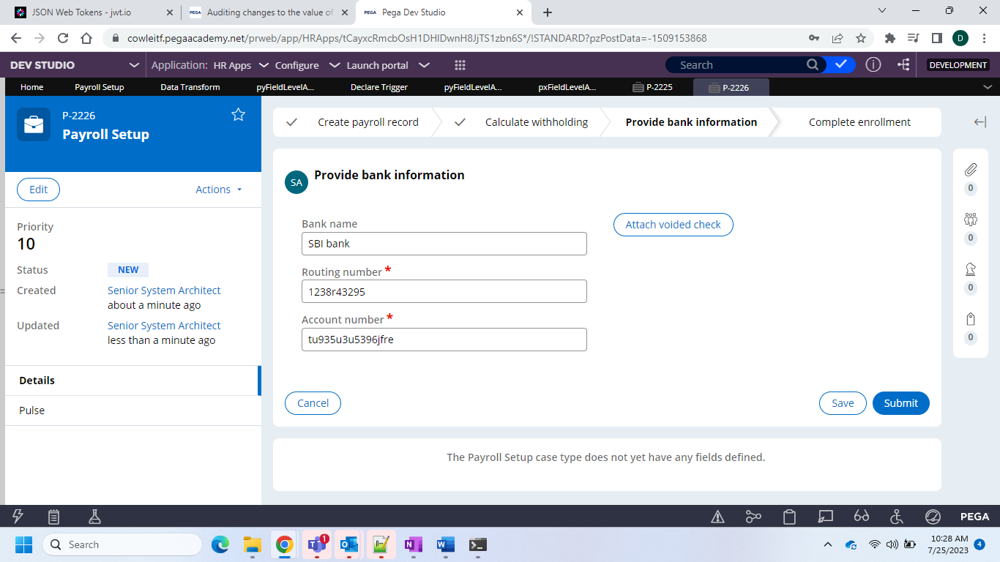 JSON Web Tokens - jwt.io
PEGA Auditing changes to the value of
PEGA Pega Dev Studio
cowleitf.pegaacademy.net/prweb/app/HRApps/tCayxcRmcbOsH1DHIDwnH8JjTS1zbn6S*/!STANDARD?pzPostData=-1509153868
D
DEV STUDIO
Application: HR Apps
Configure
Launch portal
Search
DEVELOPMENT
Home
Payroll Setup
Data Transform
pyFieldLevelA...
Declare Trigger
pyFieldLevelA...
pxFieldLevelA...
P-2225
P-2226
P-2226
Payroll Setup
Edit
Actions
Priority
10
Status NEW
Created Senior System Architect
about a minute ago
Updated Senior System Architect
less than a minute ago
Details
Pulse
Create payroll record
Calculate withholding
Provide bank information
Complete enrollment
SA
Provide bank information
Bank name
SBI bank
Attach voided check
Routing number *
1238r43295
Account number *
tu935u3u5396jfre
Cancel
Save
Submit
The Payroll Setup case type does not yet have any fields defined.
0
0
0
0
PEGA
Search
1
10:28 AM
7/25/2023
4